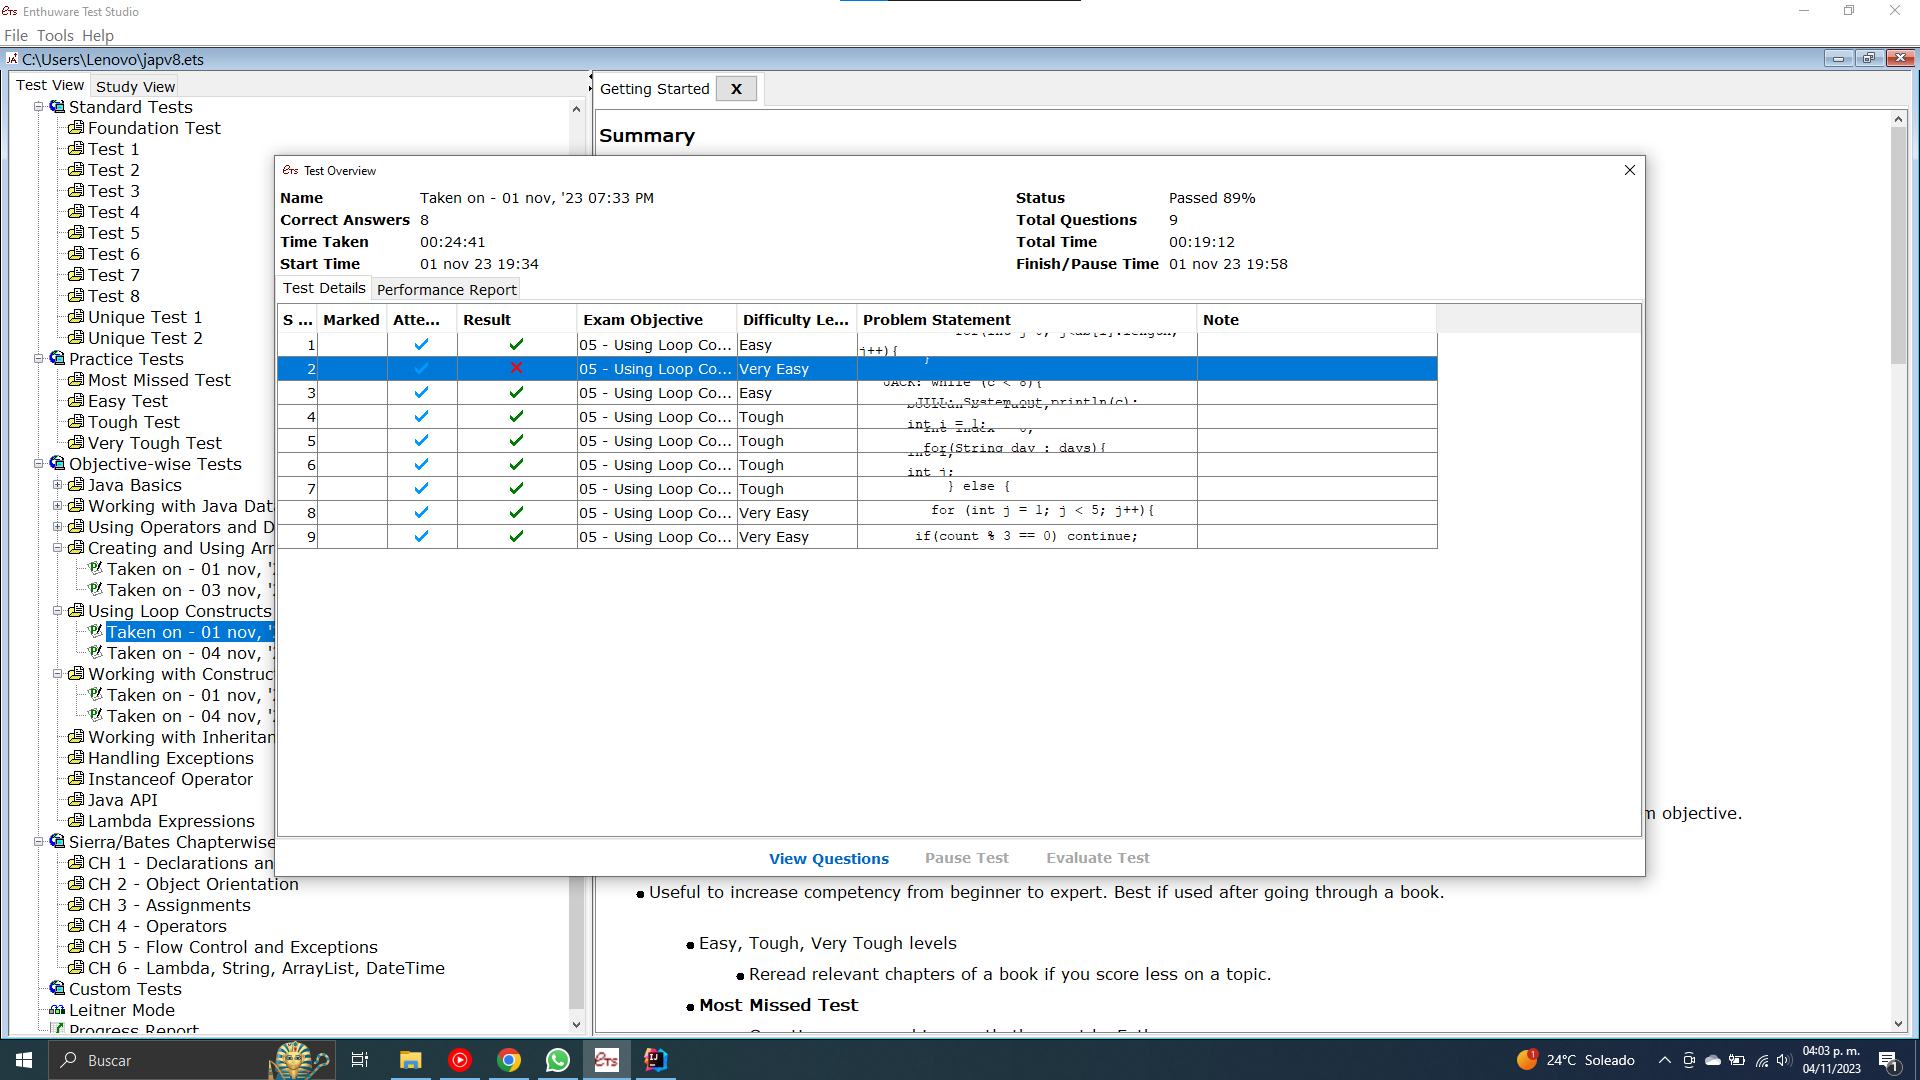 eTs Enthuware Test Studio
File Tools Help
C:\Users\Lenovo\japv8.ets
Test View Study View
Standard Tests
Foundation Test
Test 1
Test 2
Test 3
Test 4
Test 5
Test 6
Test 7
Test 8
Unique Test 1
Unique Test 2
Practice Tests
Most Missed Test
Easy Test
Tough Test
Very Tough Test
Objective-wise Tests
Java Basics
Working with Java Dat
Using Operators and D
Creating and Using Arr
Taken on - 01 nov, '
Taken on - 03 nov, '
Using Loop Constructs
Taken on - 01 nov, '
Taken on - 04 nov, '
Working with Construc
Taken on - 01 nov, '
Taken on - 04 nov, '
Working with Inheritan
Handling Exceptions
Instanceof Operator
Java API
Lambda Expressions
Sierra/Bates Chapterwise
CH 1 - Declarations an
CH 2 - Object Orientation
CH 3 - Assignments
CH 4 - Operators
CH 5 - Flow Control and Exceptions
CH 6 - Lambda, String, ArrayList, DateTime
Custom Tests
Leitner Mode
Progress Report
Getting Started X
Summary
eTs Test Overview
Name Taken on - 01 nov, '23 07:33 PM Status Passed 89%
Correct Answers 8 Total Questions 9
Time Taken 00:24:41 Total Time 00:19:12
Start Time 01 nov 23 19:34 Finish/Pause Time 01 nov 23 19:58
Test Details Performance Report
S ... Marked Atte... Result Exam Objective Difficulty Le... Problem Statement Note
1 05 - Using Loop Co... Easy j++){
2 05 - Using Loop Co... Very Easy }
3 05 - Using Loop Co... Easy JACK: while (c < 8){
JILL: System.out.println(c);
4 05 - Using Loop Co... Tough int i = 1;
5 05 - Using Loop Co... Tough int index = 0;
for(String day : days){
6 05 - Using Loop Co... Tough int i;
int j;
7 05 - Using Loop Co... Tough } else {
8 05 - Using Loop Co... Very Easy for (int j = 1; j < 5; j++){
9 05 - Using Loop Co... Very Easy if(count % 3 == 0) continue;
View Questions Pause Test Evaluate Test
m objective.
Useful to increase competency from beginner to expert. Best if used after going through a book.
Easy, Tough, Very Tough levels
Reread relevant chapters of a book if you score less on a topic.
Most Missed Test
Buscar
eTs
24°C Soleado
04:03 p. m.
04/11/2023
1